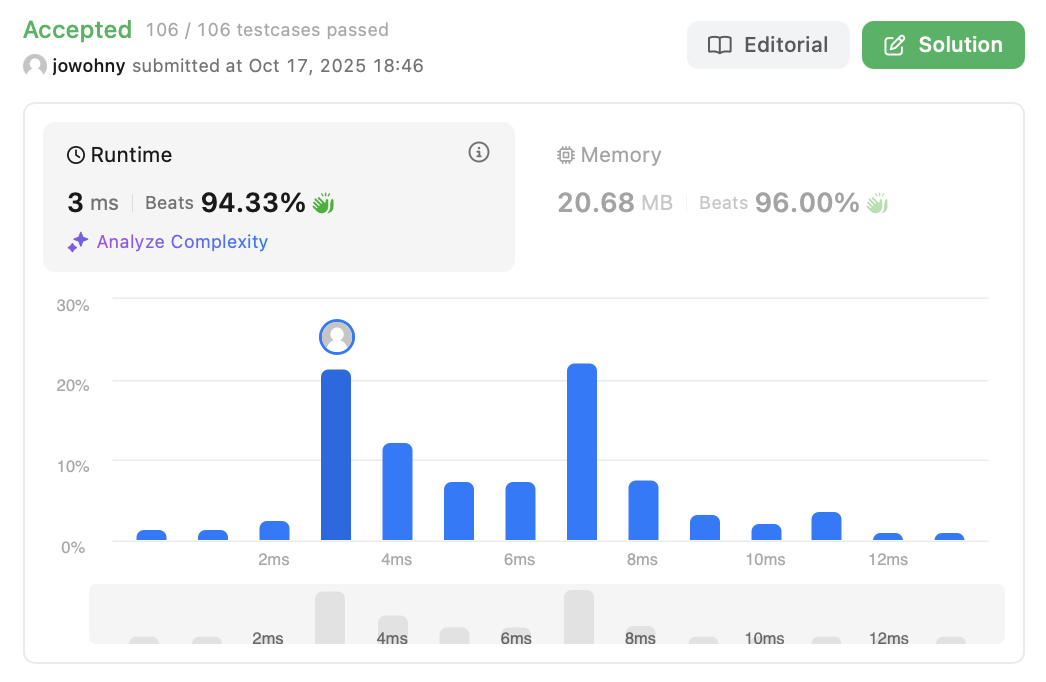 Accepted 106 / 106 testcases passed
Editorial
Solution
jowohny submitted at Oct 17, 2025 18:46
Runtime
Memory
3 ms Beats 94.33%
20.68 MB Beats 96.00%
Analyze Complexity
30%
20%
10%
0%
2ms 4ms 6ms 8ms 10ms 12ms
2ms 4ms 6ms 8ms 10ms 12ms